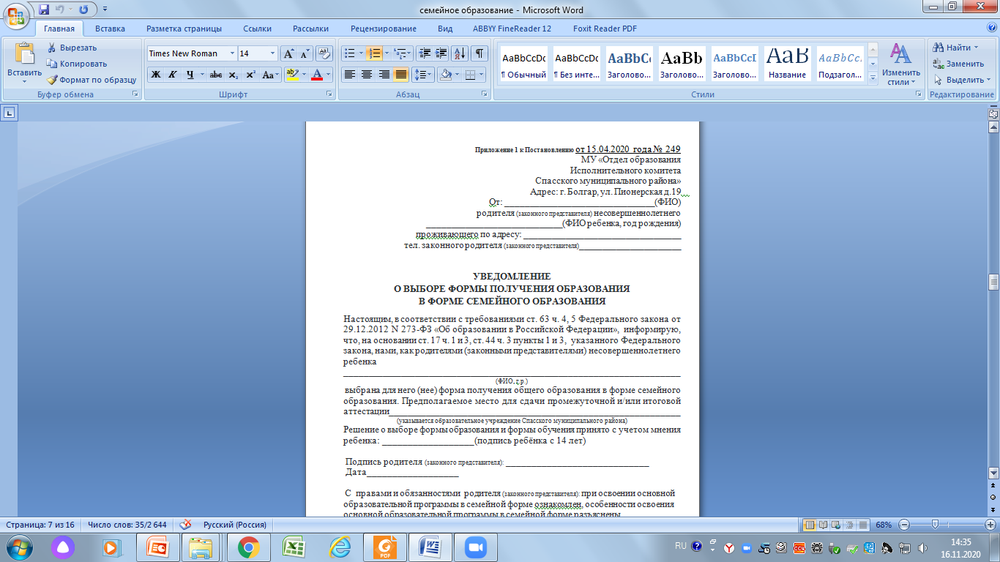 семейное образование - Microsoft Word
Главная Вставка Разметка страницы Ссылки Рассылки Рецензирование Вид ABBYY FineReader 12 Foxit Reader PDF
Вставить
Вырезать
Копировать
Формат по образцу
Буфер обмена
Times New Roman 14
Ж К Ч abc x₂ x² Aa
Шрифт
Абзац
AaBbCcDc AaBbCcDc AaBbCc AaBb AaBbCcI AaB AaBbCc.
¶ Обычный ¶ Без инте... Заголово... Заголово... Заголово... Название Подзагол...
Стили
Изменить стили
Найти
Заменить
Выделить
Редактирование
Приложение 1 к Постановлению от 15.04.2020 года № 249
МУ «Отдел образования
Исполнительного комитета
Спасского муниципального района»
Адрес: г. Болгар, ул. Пионерская д.19
От: _________________________________(ФИО)
родителя (законного представителя) несовершеннолетнего
______________________________(ФИО ребенка, год рождения)
проживающего по адресу: ___________________________________
тел. законного родителя (законного представителя)_______________________
УВЕДОМЛЕНИЕ
О ВЫБОРЕ ФОРМЫ ПОЛУЧЕНИЯ ОБРАЗОВАНИЯ
В ФОРМЕ СЕМЕЙНОГО ОБРАЗОВАНИЯ
Настоящим, в соответствии с требованиями ст. 63 ч. 4, 5 Федерального закона от
29.12.2012 N 273-ФЗ «Об образовании в Российской Федерации», информирую,
что, на основании ст. 17 ч. 1 и 3, ст. 44 ч. 3 пункты 1 и 3, указанного Федерального
закона, нами, как родителями (законными представителями) несовершеннолетнего
ребенка
__________________________________________________________________________
(ФИО, г.р.)
выбрана для него (нее) форма получения общего образования в форме семейного
образования. Предполагаемое место для сдачи промежуточной и/или итоговой
аттестации________________________________________________________________
(указывается образовательное учреждение Спасского муниципального района)
Решение о выборе формы образования и формы обучения принято с учетом мнения
ребенка: ____________________(подпись ребёнка с 14 лет)
Подпись родителя (законного представителя): _______________________________
Дата____________________
С правами и обязанностями родителя (законного представителя): при освоении основной
образовательной программы в семейной форме ознакомлен, особенности освоения
основной образовательной программы в семейной форме разъяснены
Страница: 7 из 16 Число слов: 35/2 644 Русский (Россия) 68%
RU 14:35
16.11.2020